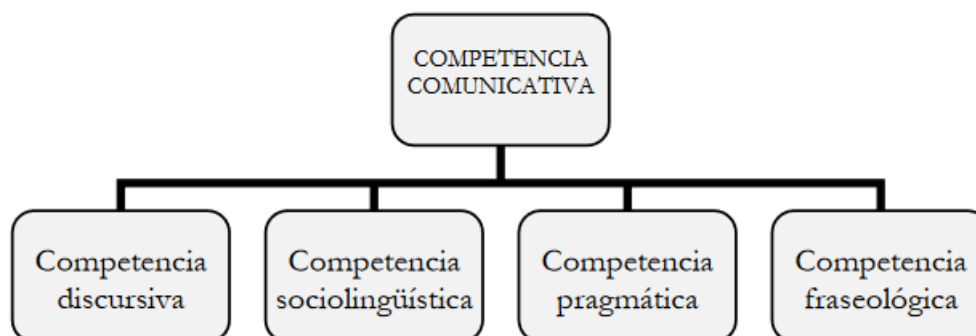 COMPETENCIA
COMUNICATIVA
Competencia
discursiva
Competencia
sociolingüística
Competencia
pragmática
Competencia
fraseológica